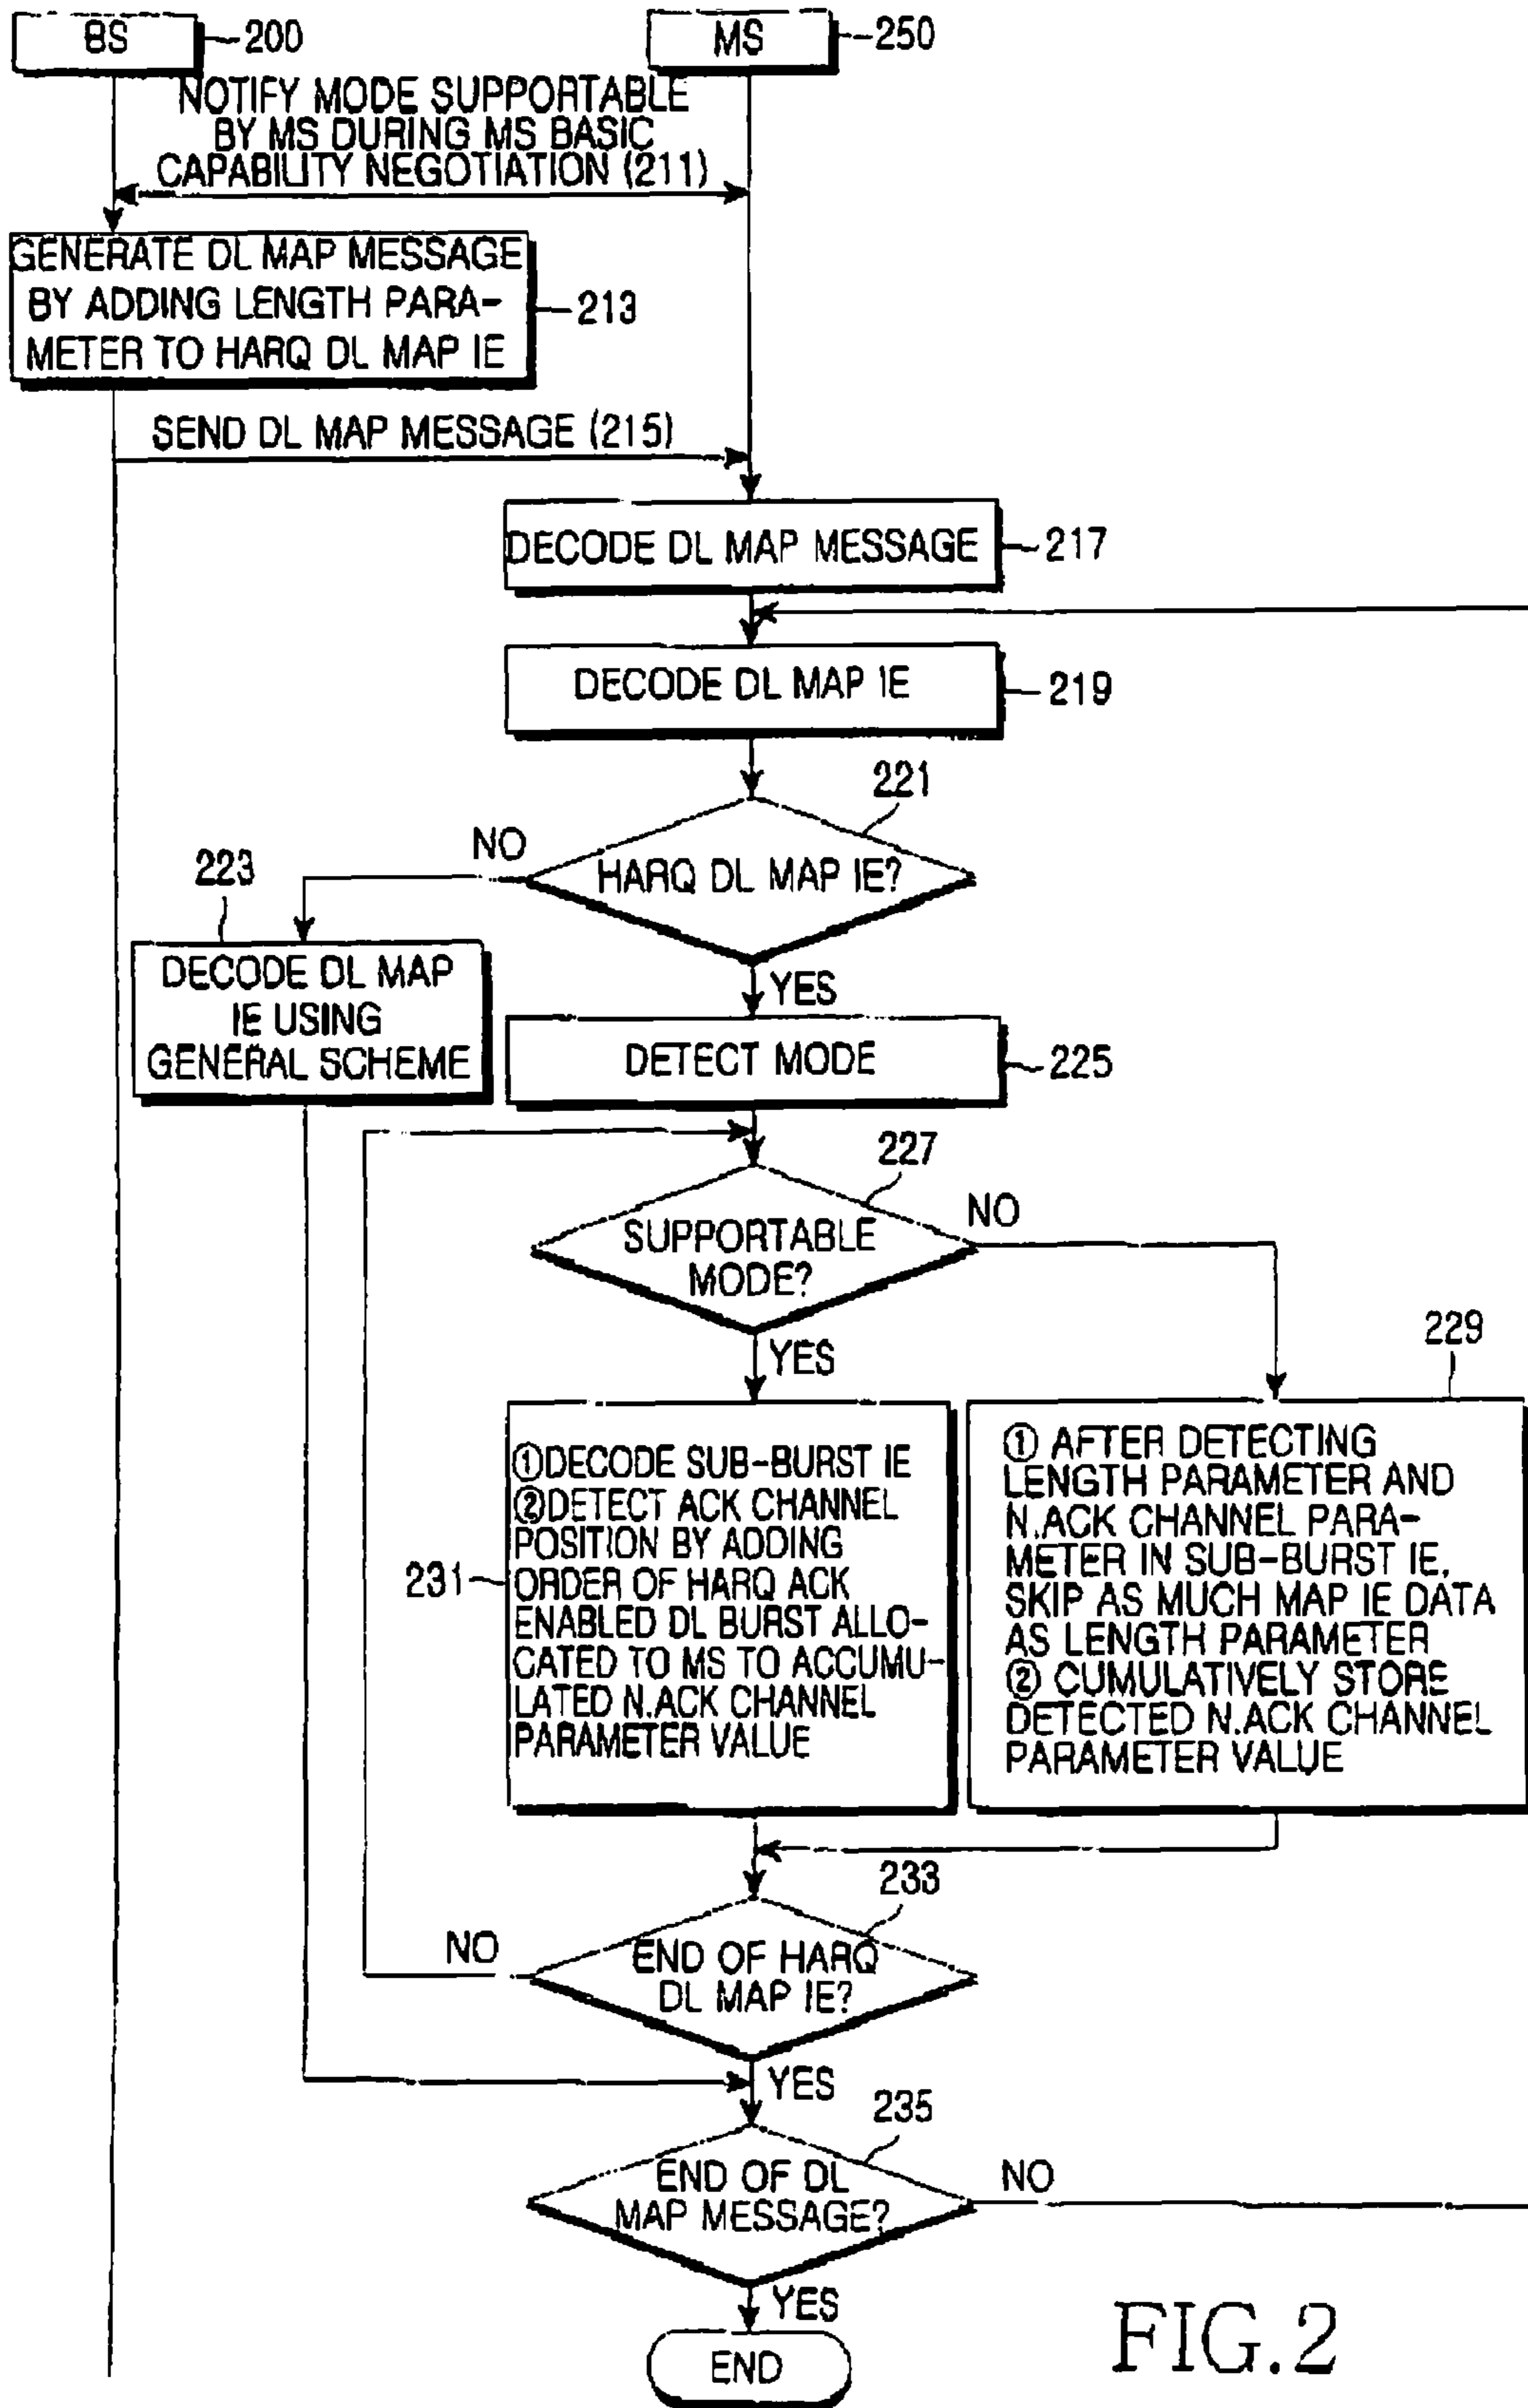 BS
200
MS
250
NOTIFY MODE SUPPORTABLE
BY MS DURING MS BASIC
CAPABILITY NEGOTIATION (211)
GENERATE DL MAP MESSAGE
BY ADDING LENGTH PARA-
METER TO HARQ DL MAP IE
213
SEND DL MAP MESSAGE (215)
DECODE DL MAP MESSAGE
217
DECODE DL MAP IE
219
221
HARQ DL MAP IE?
NO
YES
223
DECODE DL MAP
IE USING
GENERAL SCHEME
DETECT MODE
225
227
SUPPORTABLE
MODE?
NO
YES
229
① AFTER DETECTING
LENGTH PARAMETER AND
N.ACK CHANNEL PARA-
METER IN SUB-BURST IE,
SKIP AS MUCH MAP IE DATA
AS LENGTH PARAMETER
② CUMULATIVELY STORE
DETECTED N.ACK CHANNEL
PARAMETER VALUE
231
①DECODE SUB-BURST IE
②DETECT ACK CHANNEL
POSITION BY ADDING
ORDER OF HARQ ACK
ENABLED DL BURST ALLO-
CATED TO MS TO ACCUMU-
LATED N.ACK CHANNEL
PARAMETER VALUE
233
END OF HARQ
DL MAP IE?
NO
YES
235
END OF DL
MAP MESSAGE?
NO
YES
END
FIG.2